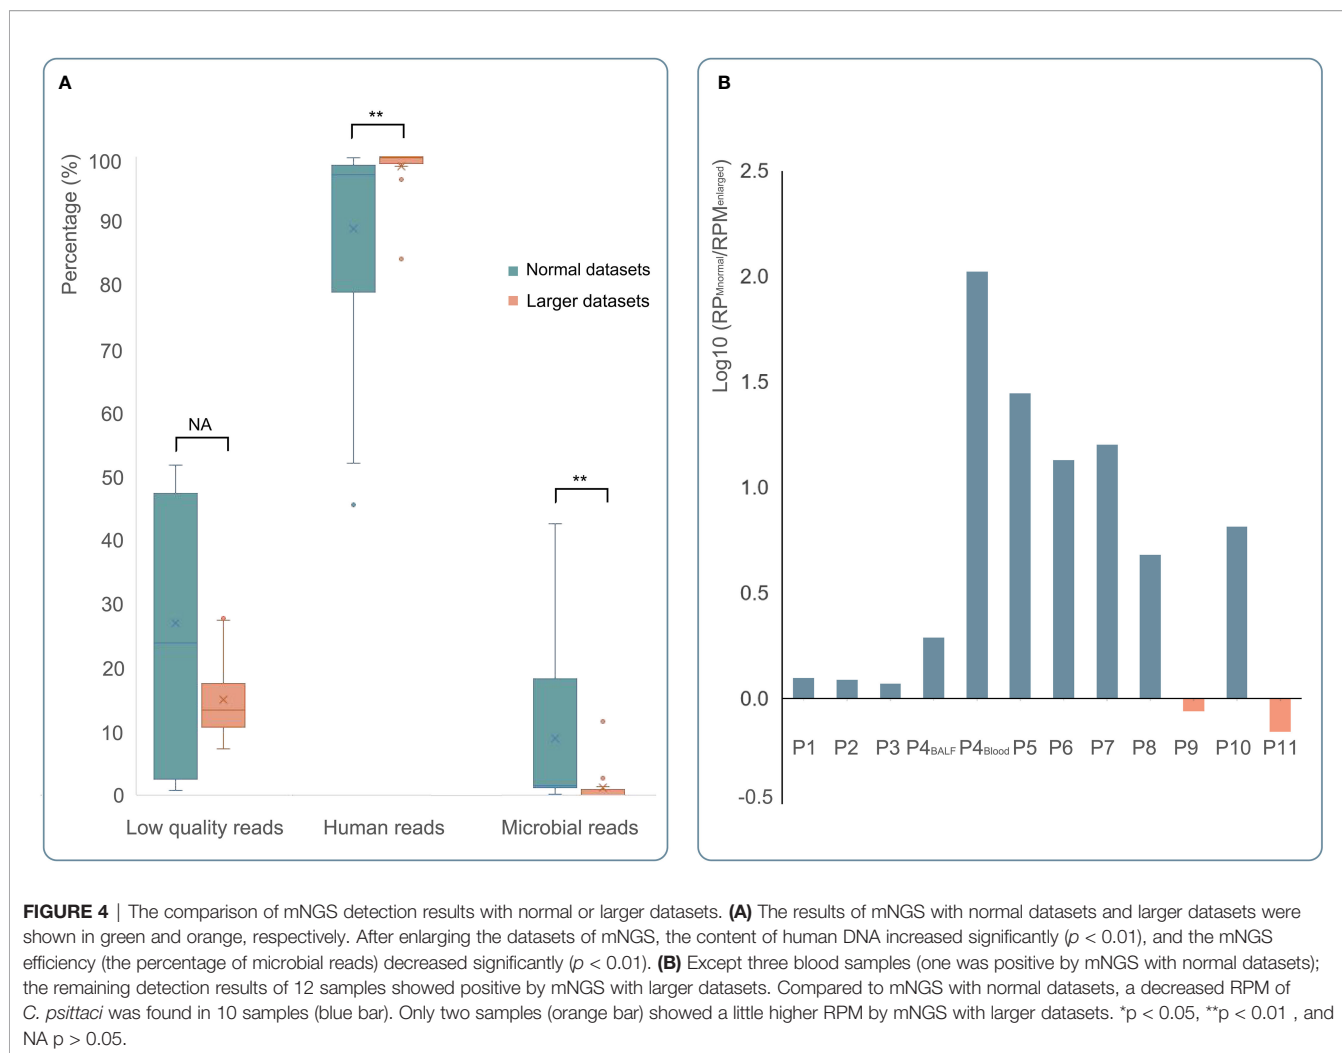 A
**
Percentage (%)
100
90
80
70
60
50
40
30
20
10
0
NA
**
Normal datasets
Larger datasets
Low quality reads
Human reads
Microbial reads
B
Log10 (RPMnormal/RPMenlarged)
2.5
2.0
1.5
1.0
0.5
0.0
-0.5
P1 P2 P3 P4BALF P4Blood P5 P6 P7 P8 P9 P10 P11
FIGURE 4 | The comparison of mNGS detection results with normal or larger datasets. (A) The results of mNGS with normal datasets and larger datasets were
shown in green and orange, respectively. After enlarging the datasets of mNGS, the content of human DNA increased significantly (p < 0.01), and the mNGS
efficiency (the percentage of microbial reads) decreased significantly (p < 0.01). (B) Except three blood samples (one was positive by mNGS with normal datasets);
the remaining detection results of 12 samples showed positive by mNGS with larger datasets. Compared to mNGS with normal datasets, a decreased RPM of
C. psittaci was found in 10 samples (blue bar). Only two samples (orange bar) showed a little higher RPM by mNGS with larger datasets. *p < 0.05, **p < 0.01 , and
NA p > 0.05.